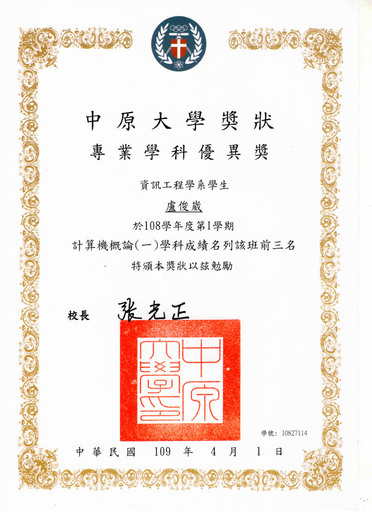 中原大學獎狀
專業學科優異獎
資訊工程學系學生
盧俊崴
於108學年度第1學期
計算機概論(一)學科成績名列該班前三名
特頒本獎狀以茲勉勵
校長 張光正
中原大學印
學號: 10827114
中華民國 109 年 4 月 1 日